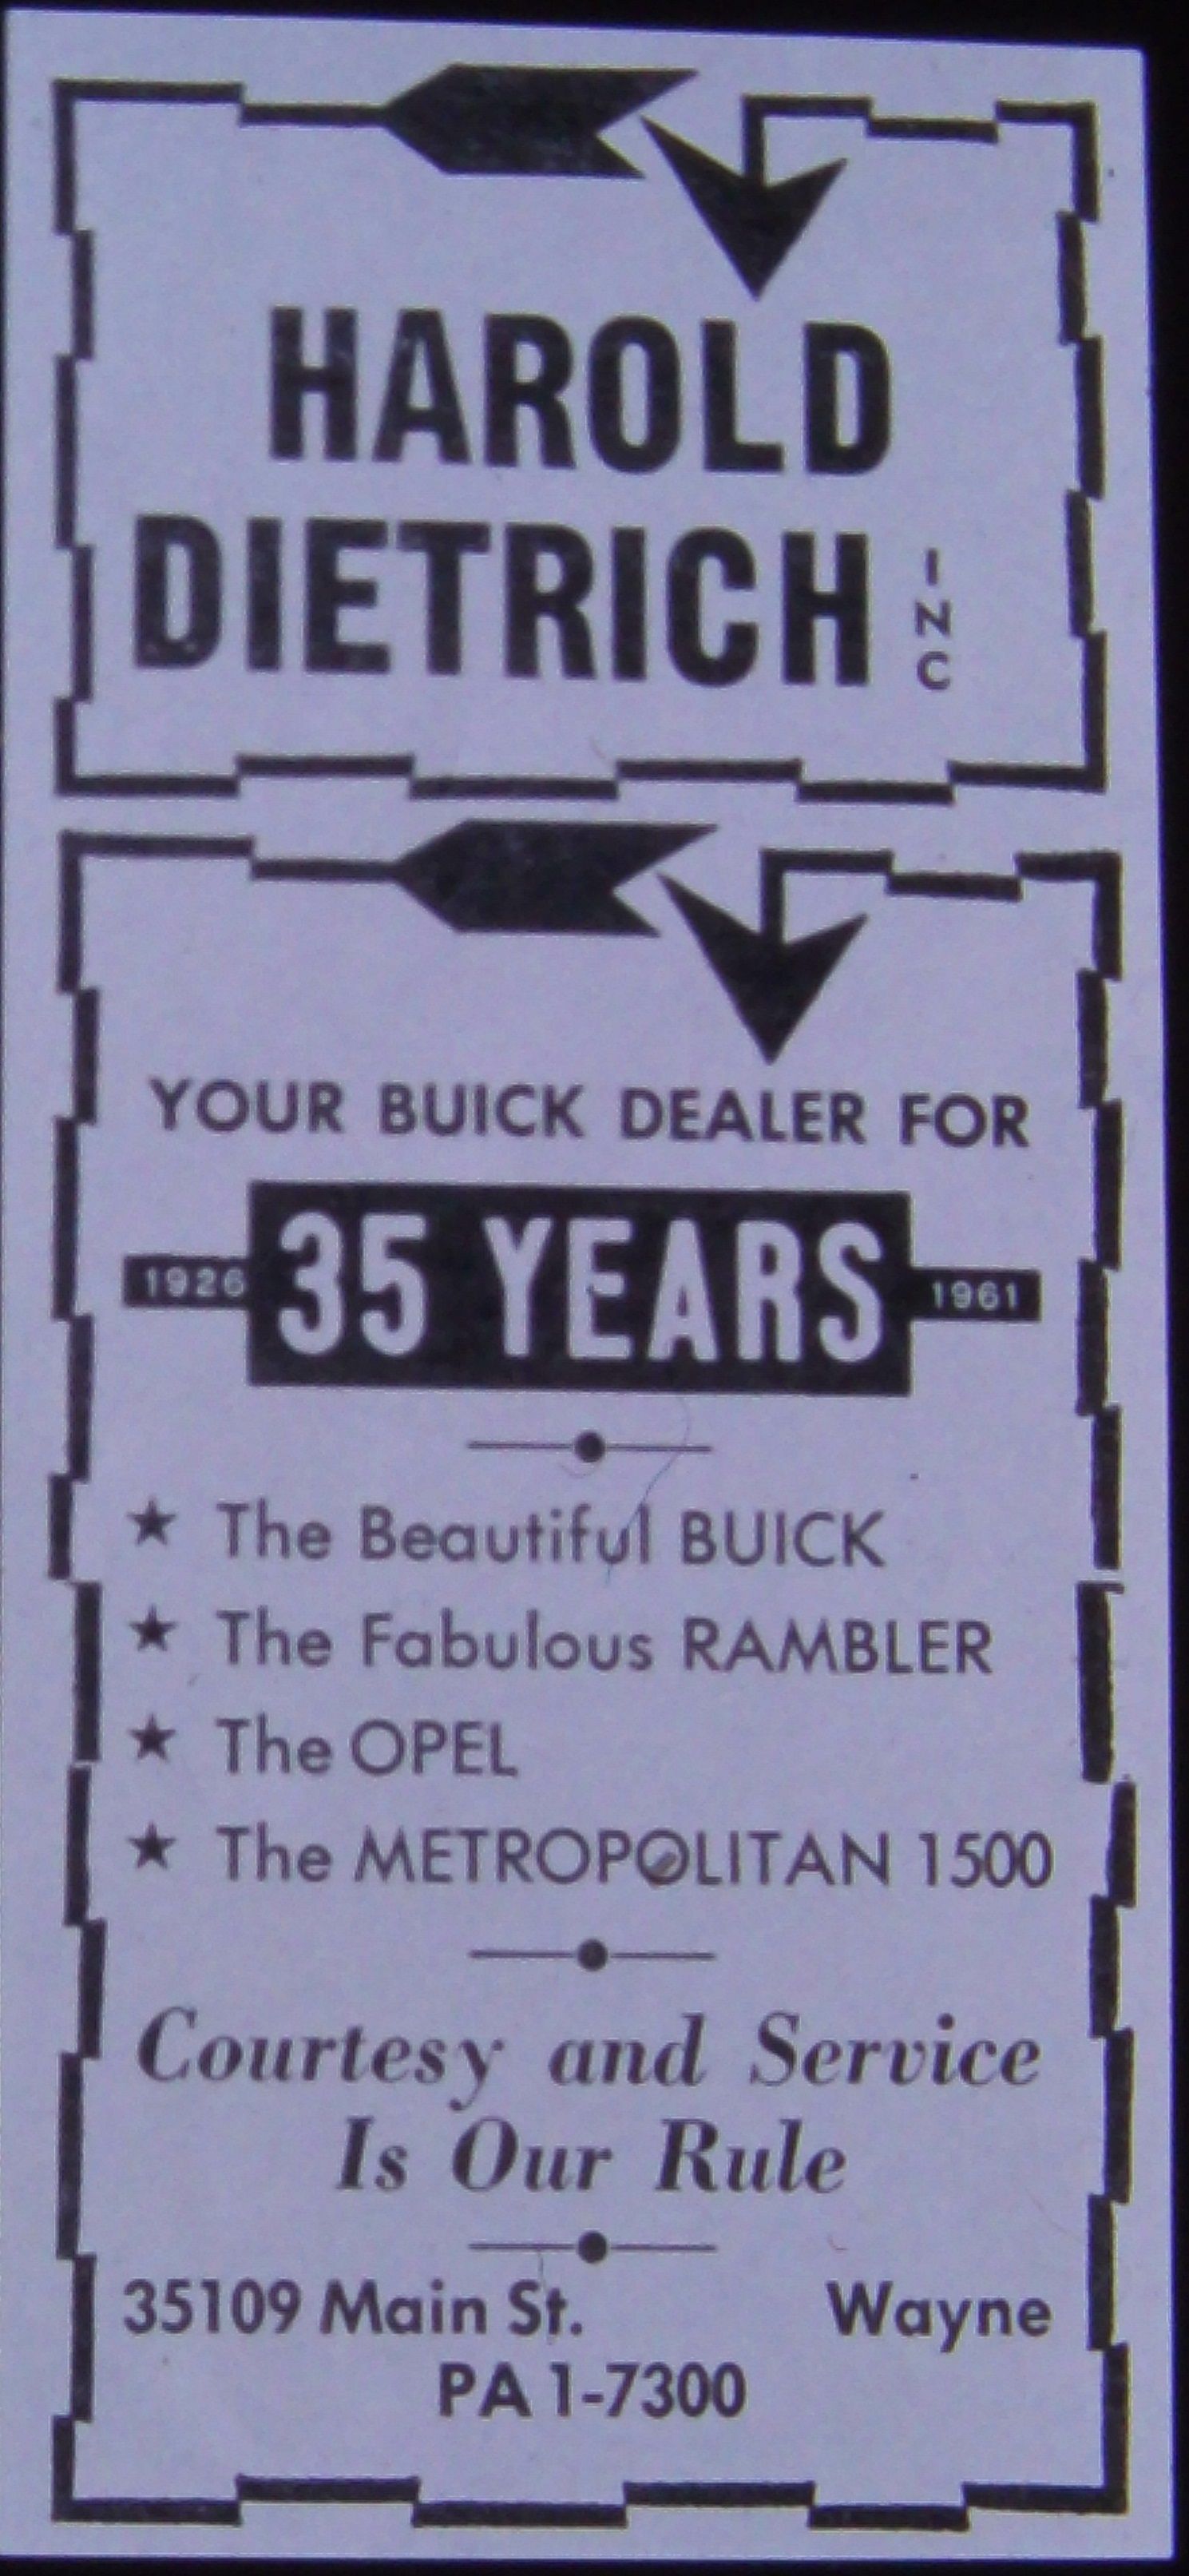 HAROLD
DIETRICH INC
YOUR BUICK DEALER FOR
1926 35 YEARS 1961
★ The Beautiful BUICK
★ The Fabulous RAMBLER
★ The OPEL
★ The METROPOLITAN 1500
Courtesy and Service
Is Our Rule
35109 Main St. Wayne
PA 1-7300